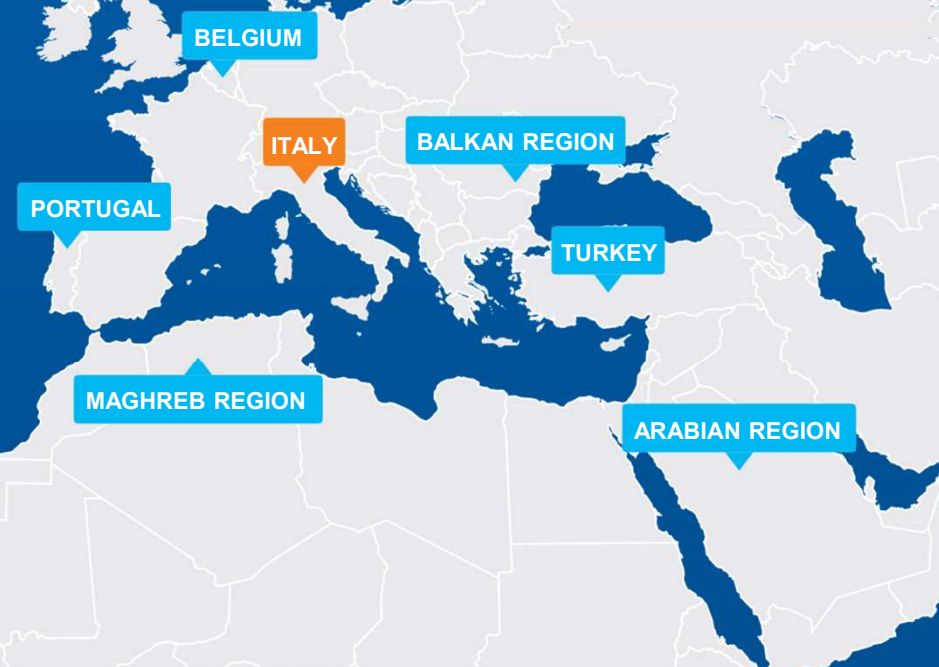 BELGIUM
ITALY
BALKAN REGION
PORTUGAL
TURKEY
MAGHREB REGION
ARABIAN REGION